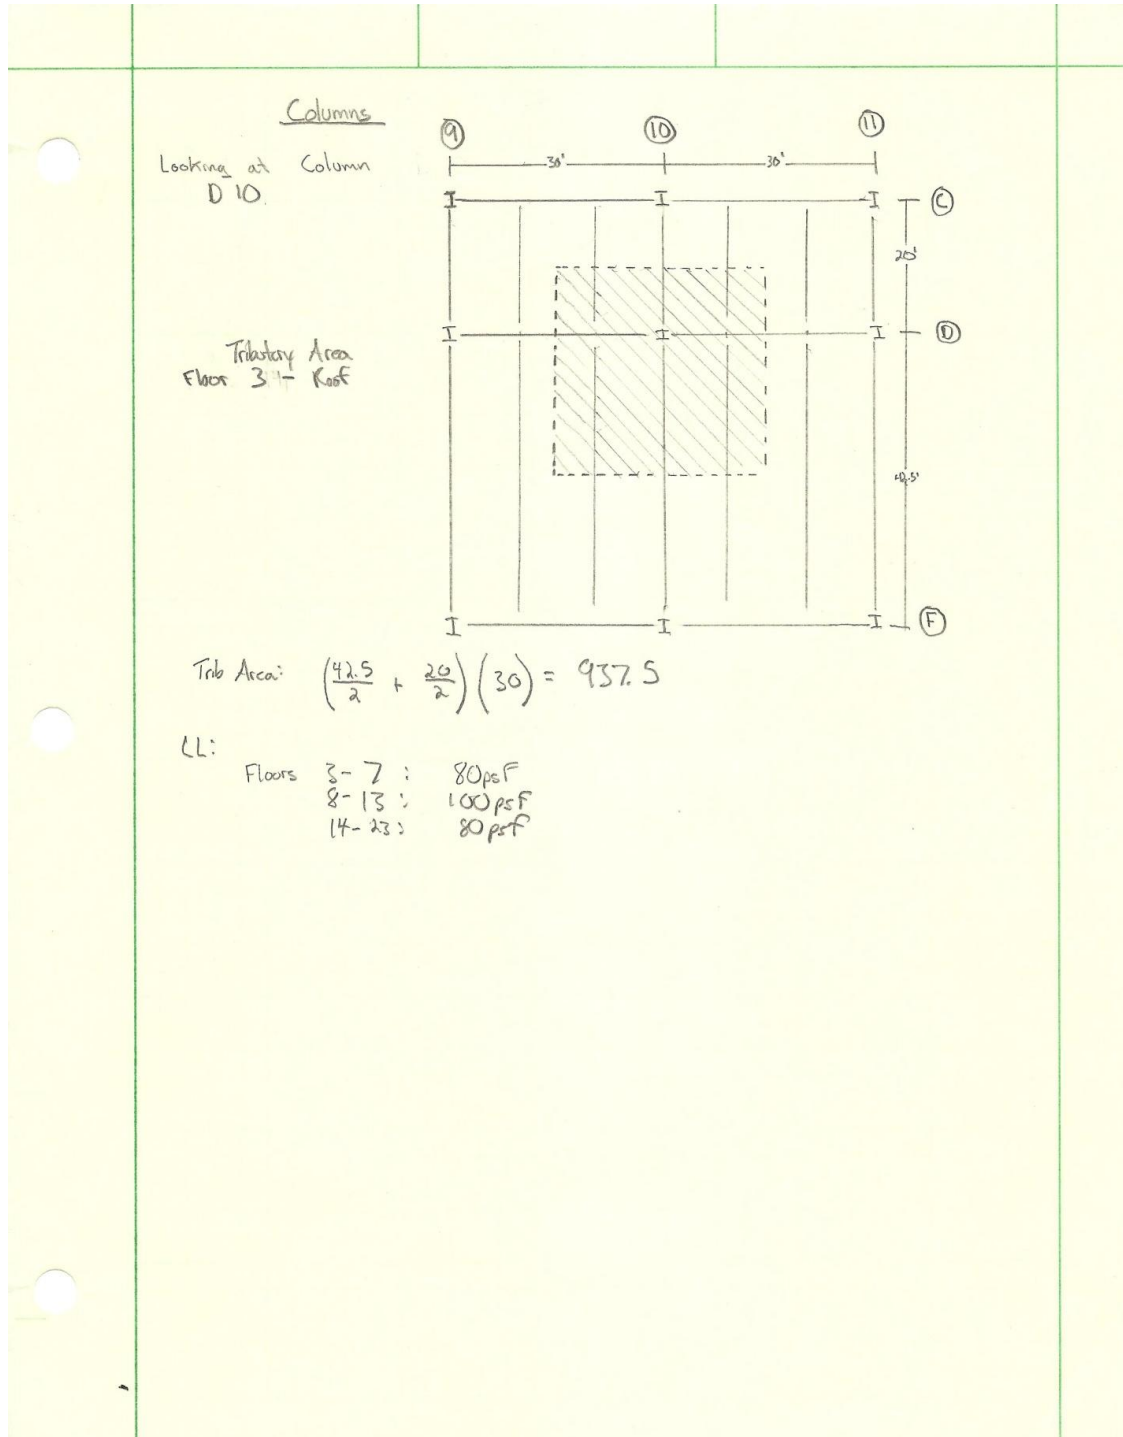 Columns
Looking at Column
D 10
9 10 11
30' 30'
C
20'
D
Tributary Area
Floor 3 - Roof
42.5'
F
Trib Area: (42.5/2 + 20/2)(30) = 937.5
LL:
Floors 3-7: 80psf
8-13: 100psf
14-23: 80psf